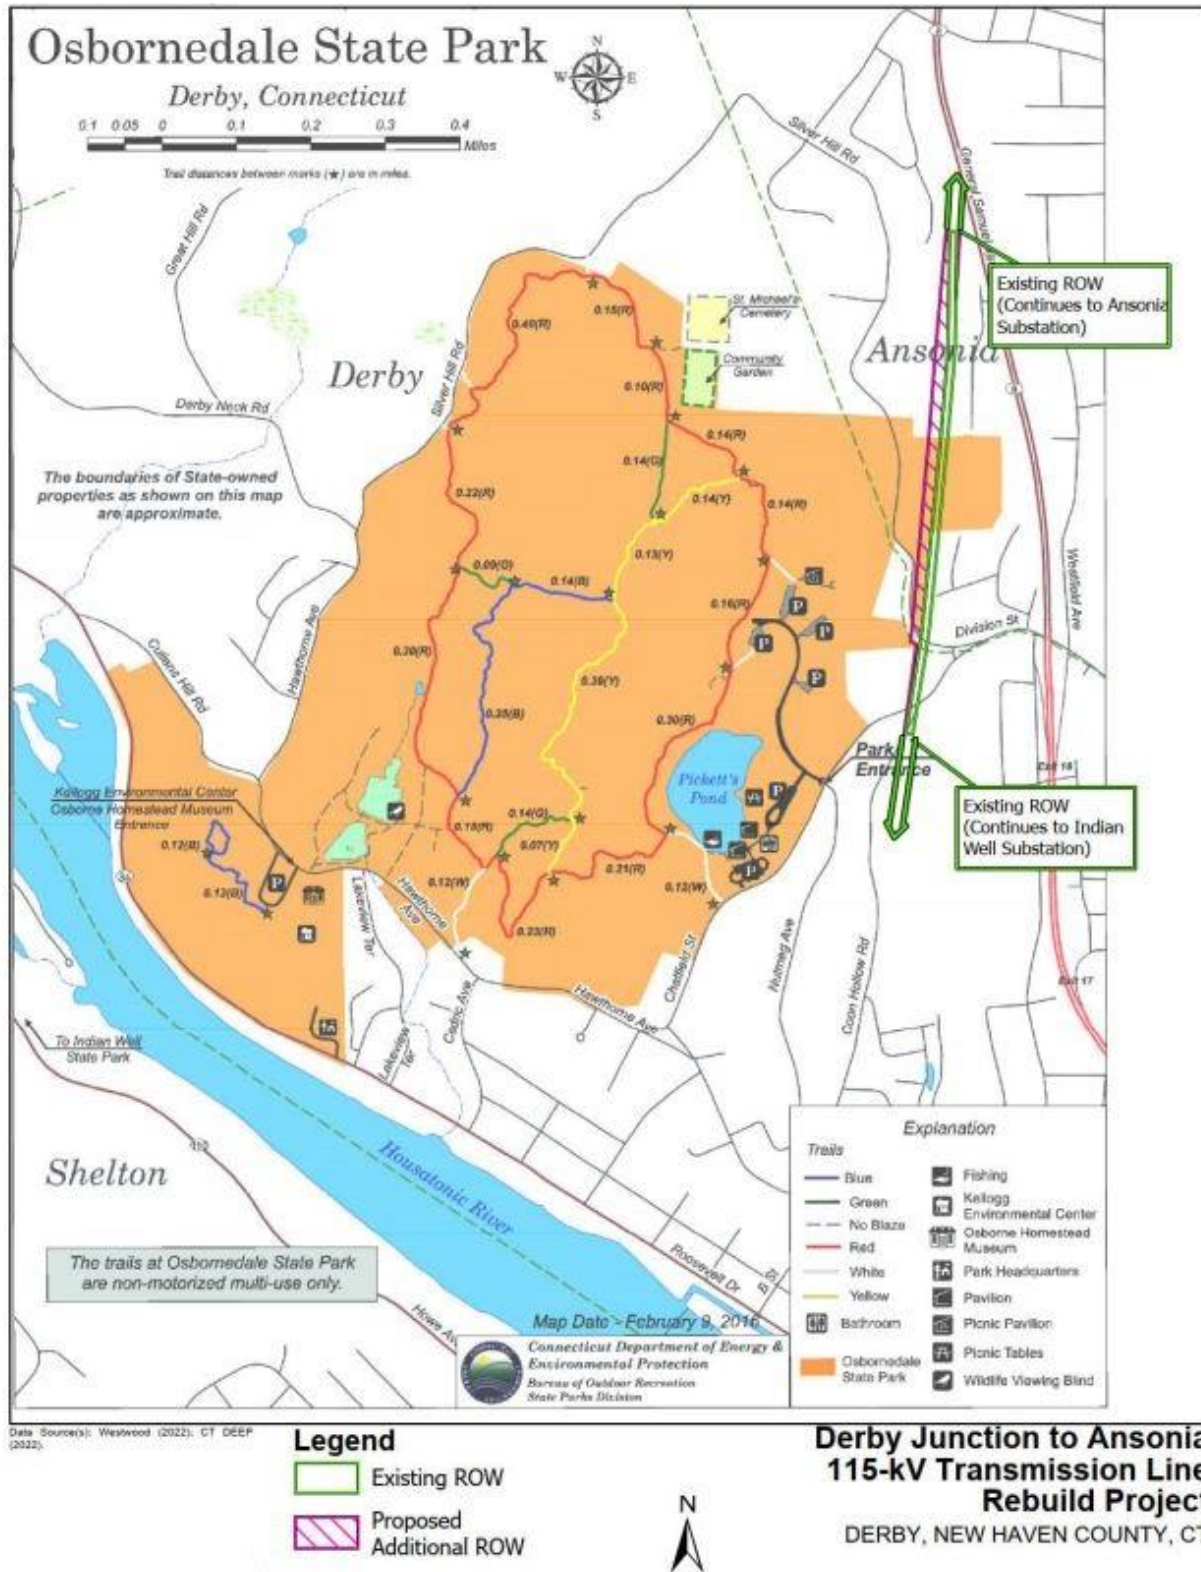 Osbornedale State Park
Derby, Connecticut
0.1 0.05 0 0.1 0.2 0.3 0.4
Miles
Trail distances between marks (★) are in miles.
N
W E
S
Silver Hill Rd
General Samuel
8
Great Hill Rd
Existing ROW
(Continues to Ansonia
Substation)
St. Michael's
Cemetery
Community
Garden
Ansonia
Derby
Silver Hill Rd
Derby Neck Rd
The boundaries of State-owned
properties as shown on this map
are approximate.
0.40(R)
0.15(R)
0.10(R)
0.14(R)
0.14(G)
0.14(Y)
0.14(R)
0.22(R)
0.13(Y)
0.09(G)
0.14(B)
0.16(R)
P
P
P
P
Westfield Ave
Division St
Cullens Hill Rd
Hawthorne Ave
0.30(R)
0.35(B)
0.38(Y)
0.30(R)
Pickett's
Pond
Park
Entrance
Exit 18
Existing ROW
(Continues to Indian
Well Substation)
Kellogg Environmental Center
Osborne Homestead Museum
Entrance
0.12(B)
0.13(B)
P
0.18(R)
0.14(G)
0.07(Y)
0.12(W)
0.21(R)
0.12(W)
0.23(R)
P
P
Lakeview
Ter
Hawthorne
Ave
Chatfield St
Nutmeg Ave
Coon Hollow Rd
Exit 17
Hawthorne Ave
Cedric Ave
Lakeview
Ter
To Indian Well
State Park
Shelton
Housatonic River
Roosevelt Dr
B St
The trails at Osbornedale State Park
are non-motorized multi-use only.
Map Date - February 9, 2016
Connecticut Department of Energy &
Environmental Protection
Bureau of Outdoor Recreation
State Parks Division
Explanation
Trails
Blue
Green
No Blaze
Red
White
Yellow
Bathroom
Osbornedale
State Park
Fishing
Kellogg
Environmental Center
Osborne Homestead
Museum
Park Headquarters
Pavilion
Picnic Pavilion
Picnic Tables
Wildlife Viewing Blind
Data Source(s): Westwood (2022); CT DEEP
(2022).
Legend
Existing ROW
Proposed
Additional ROW
N
Derby Junction to Ansonia
115-kV Transmission Line
Rebuild Project
DERBY, NEW HAVEN COUNTY, CT